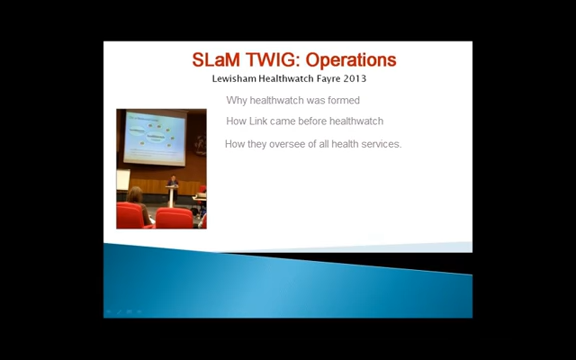 SLaM TWIG: Operations
Lewisham Healthwatch Fayre 2013
Why healthwatch was formed
How Link came before healthwatch
How they oversee of all health services.